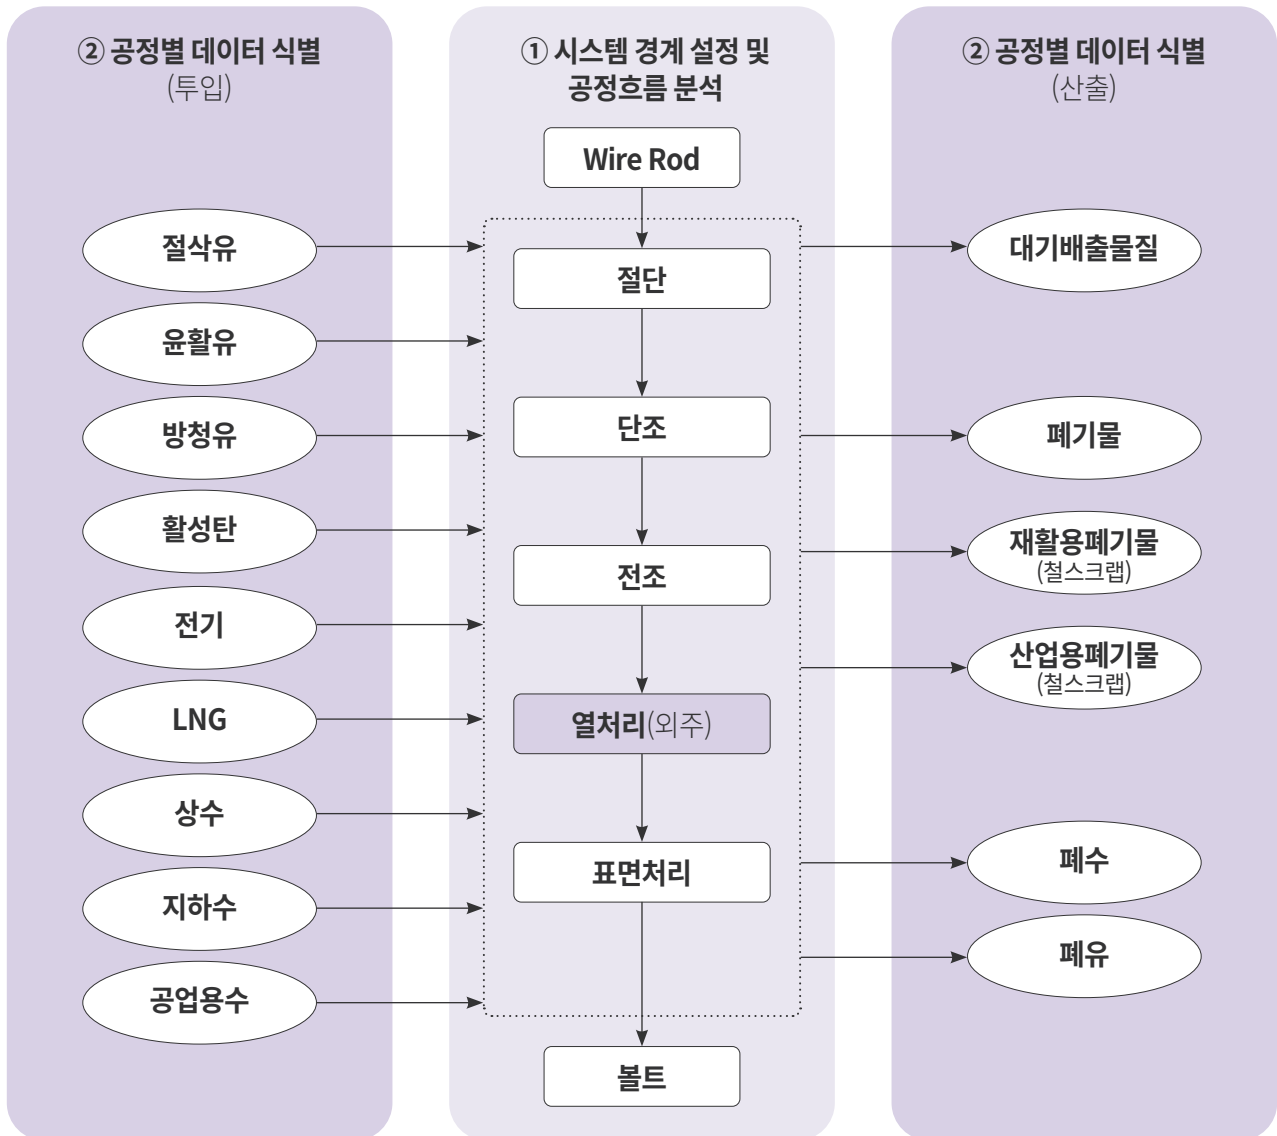 ② 공정별 데이터 식별
(투입)
절삭유
윤활유
방청유
활성탄
전기
LNG
상수
지하수
공업용수
① 시스템 경계 설정 및
공정흐름 분석
Wire Rod
절단
단조
전조
열처리(외주)
표면처리
볼트
② 공정별 데이터 식별
(산출)
대기배출물질
폐기물
재활용폐기물
(철스크랩)
산업용폐기물
(철스크랩)
폐수
폐유